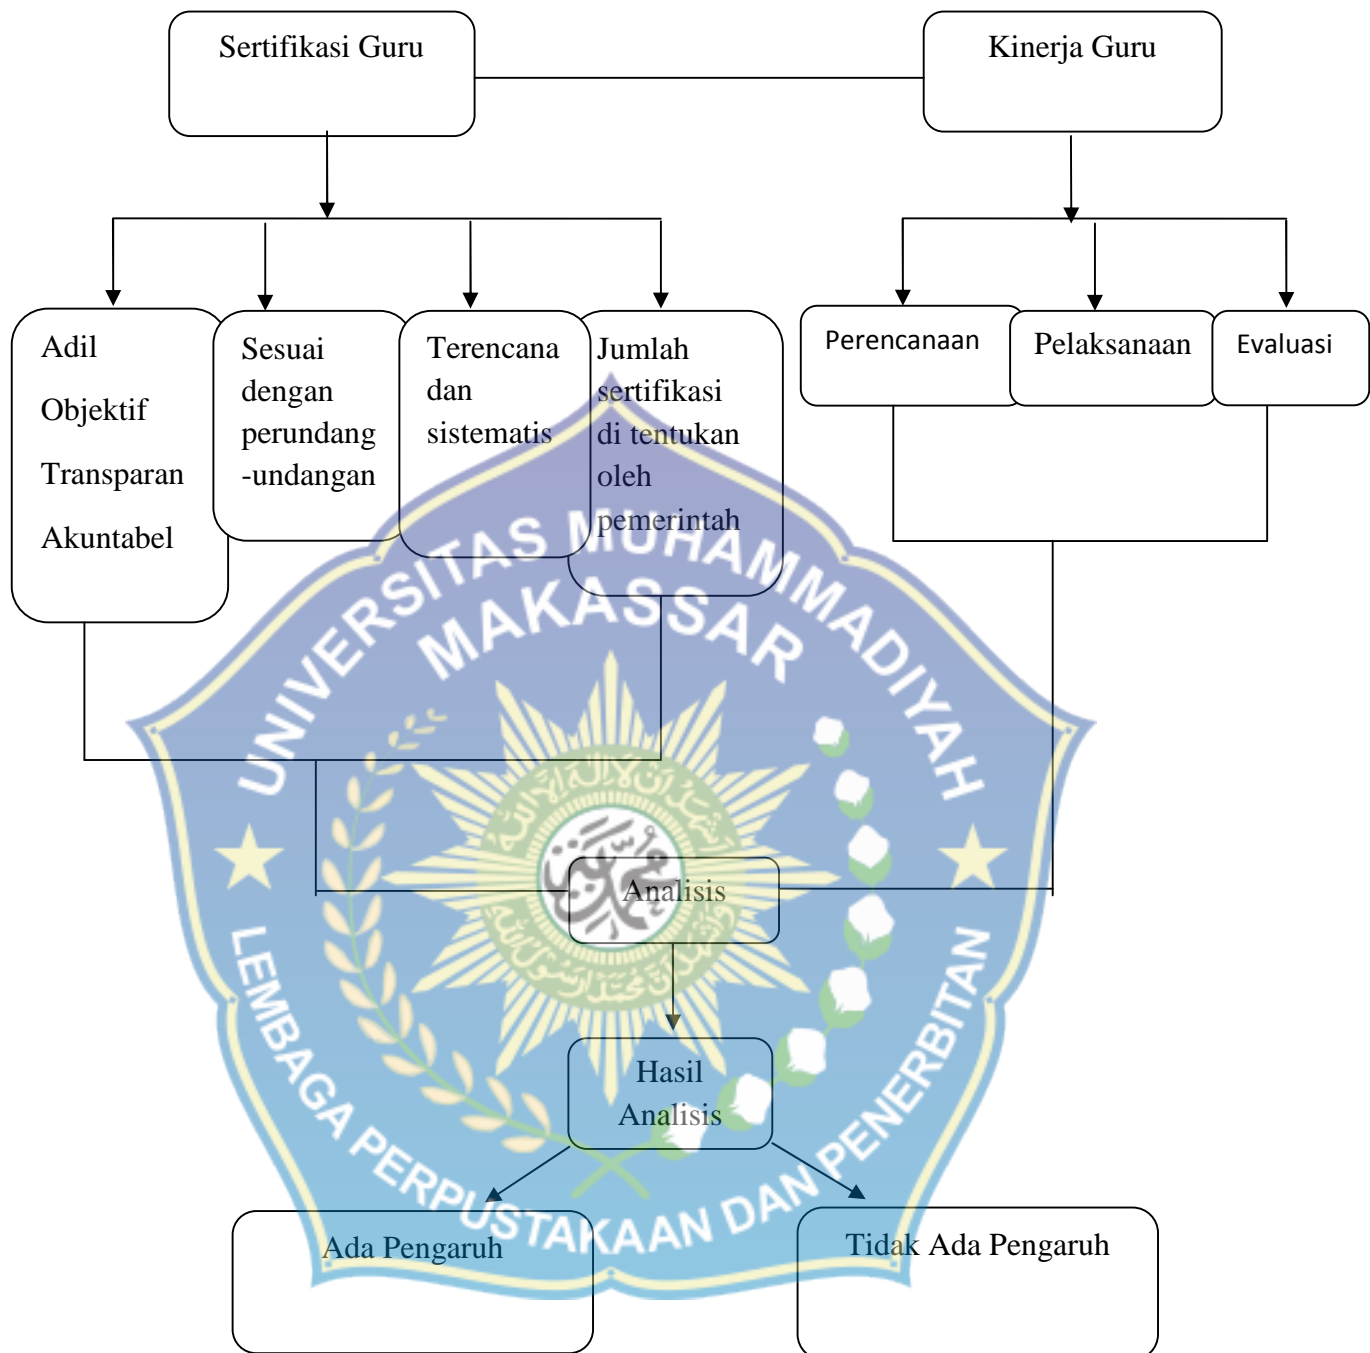 Sertifikasi Guru
Kinerja Guru
Adil
Objektif
Transparan
Akuntabel
Sesuai
dengan
perundang
-undangan
Terencana
dan
sistematis
Jumlah
sertifikasi
di tentukan
oleh
pemerintah
Perencanaan
Pelaksanaan
Evaluasi
UNIVERSITAS MUHAMMADIYAH
MAKASSAR
Analisis
Hasil
Analisis
LEMBAGA PERPUSTAKAAN DAN PENERBITAN
Ada Pengaruh
Tidak Ada Pengaruh